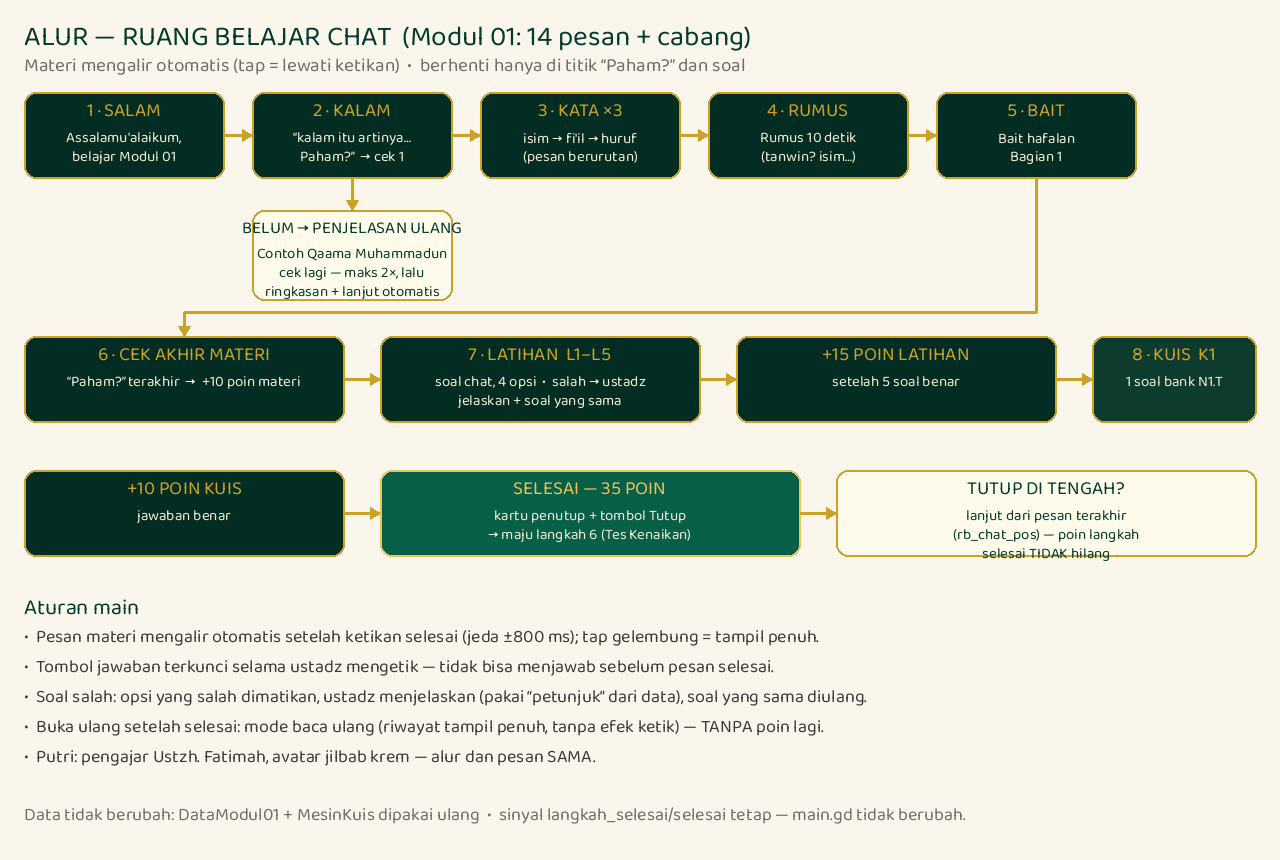 ALUR — RUANG BELAJAR CHAT (Modul 01: 14 pesan + cabang)
Materi mengalir otomatis (tap = lewati ketikan) · berhenti hanya di titik “Paham?” dan soal
1 · SALAM
Assalamu'alaikum,
belajar Modul 01
2 · KALAM
“kalam itu artinya…
Paham?” → cek 1
3 · KATA ×3
isim → fi'il → huruf
(pesan berurutan)
4 · RUMUS
Rumus 10 detik
(tanwin? isim…)
5 · BAIT
Bait hafalan
Bagian 1
BELUM → PENJELASAN ULANG
Contoh Qaama Muhammadun
cek lagi — maks 2×, lalu
ringkasan + lanjut otomatis
6 · CEK AKHIR MATERI
“Paham?” terakhir → +10 poin materi
7 · LATIHAN L1–L5
soal chat, 4 opsi · salah → ustadz
jelaskan + soal yang sama
+15 POIN LATIHAN
setelah 5 soal benar
8 · KUIS K1
1 soal bank N1.T
+10 POIN KUIS
jawaban benar
SELESAI — 35 POIN
kartu penutup + tombol Tutup
→ maju langkah 6 (Tes Kenaikan)
TUTUP DI TENGAH?
lanjut dari pesan terakhir
(rb_chat_pos) — poin langkah
selesai TIDAK hilang
Aturan main
· Pesan materi mengalir otomatis setelah ketikan selesai (jeda ±800 ms); tap gelembung = tampil penuh.
· Tombol jawaban terkunci selama ustadz mengetik — tidak bisa menjawab sebelum pesan selesai.
· Soal salah: opsi yang salah dimatikan, ustadz menjelaskan (pakai “petunjuk” dari data), soal yang sama diulang.
· Buka ulang setelah selesai: mode baca ulang (riwayat tampil penuh, tanpa efek ketik) — TANPA poin lagi.
· Putri: pengajar Ustzh. Fatimah, avatar jilbab krem — alur dan pesan SAMA.
Data tidak berubah: DataModul01 + MesinKuis dipakai ulang · sinyal langkah_selesai/selesai tetap — main.gd tidak berubah.